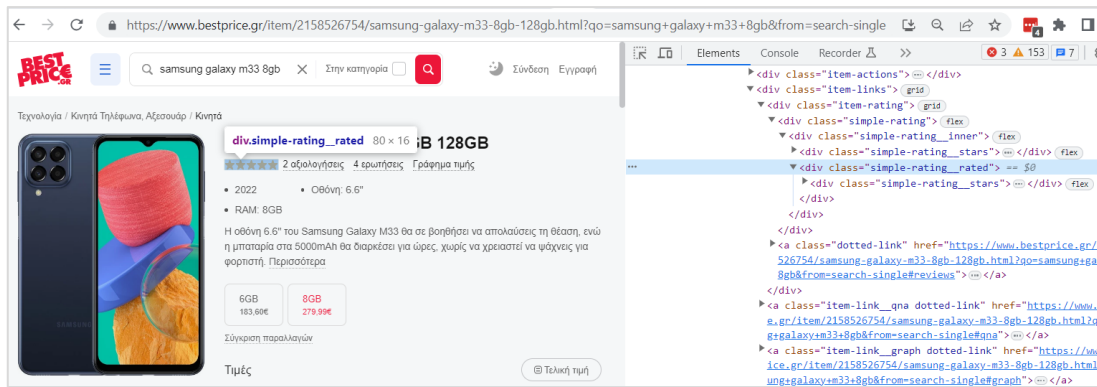 https://www.bestprice.gr/item/2158526754/samsung-galaxy-m33-8gb-128gb.html?qo=samsung+galaxy+m33+8gb&from=search-single
4
BEST PRICE .GR
samsung galaxy m33 8gb
Στην κατηγορία
Σύνδεση Εγγραφή
Τεχνολογία / Κινητά Τηλέφωνα, Αξεσουάρ / Κινητά
div.simple-rating__rated 80 × 16
GB 128GB
2 αξιολογήσεις 4 ερωτήσεις Γράφημα τιμής
• 2022 • Οθόνη: 6.6"
• RAM: 8GB
Η οθόνη 6.6" του Samsung Galaxy M33 θα σε βοηθήσει να απολαύσεις τη θέαση, ενώ
η μπαταρία στα 5000mAh θα διαρκέσει για ώρες, χωρίς να χρειαστεί να ψάχνεις για
φορτιστή. Περισσότερα
6GB
183,60€
8GB
279,99€
Σύγκριση παραλλαγών
SAMSUNG
Τιμές
Τελική τιμή
Elements Console Recorder >> 3 153 7
<div class="item-actions"> ⋯ </div>
<div class="item-links"> grid
<div class="item-rating"> grid
<div class="simple-rating"> flex
<div class="simple-rating__inner"> flex
<div class="simple-rating__stars"> ⋯ </div> flex
<div class="simple-rating__rated"> == $0
<div class="simple-rating__stars"> ⋯ </div> flex
</div>
</div>
</div>
<a class="dotted-link" href="https://www.bestprice.gr/
526754/samsung-galaxy-m33-8gb-128gb.html?qo=samsung+ga
8gb&from=search-single#reviews"> ⋯ </a>
</div>
<a class="item-link__qna dotted-link" href="https://www.
e.gr/item/2158526754/samsung-galaxy-m33-8gb-128gb.html?q
g+galaxy+m33+8gb&from=search-single#qna"> ⋯ </a>
<a class="item-link__graph dotted-link" href="https://ww
ice.gr/item/2158526754/samsung-galaxy-m33-8gb-128gb.html
ung+galaxy+m33+8gb&from=search-single#graph"> ⋯ </a>